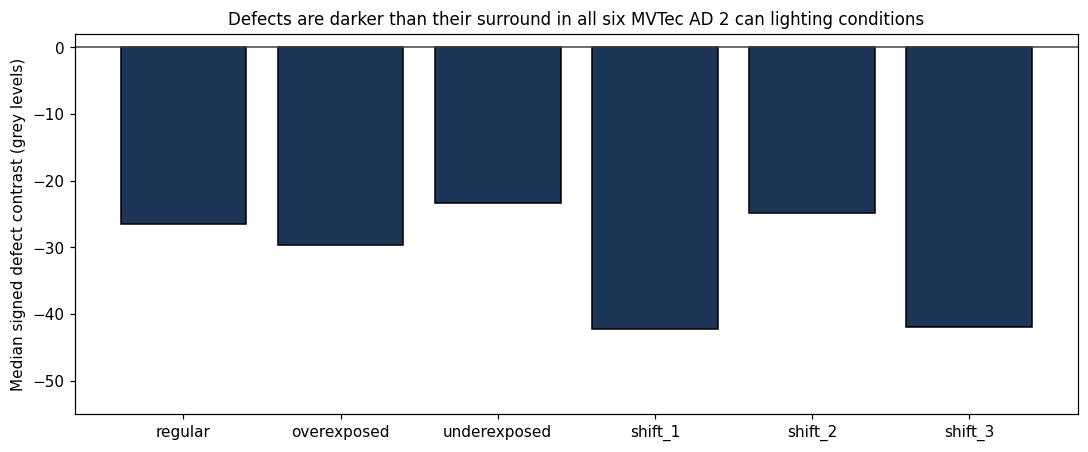 Defects are darker than their surround in all six MVTec AD 2 can lighting conditions
Median signed defect contrast (grey levels)
0
−10
−20
−30
−40
−50
regular
overexposed
underexposed
shift_1
shift_2
shift_3